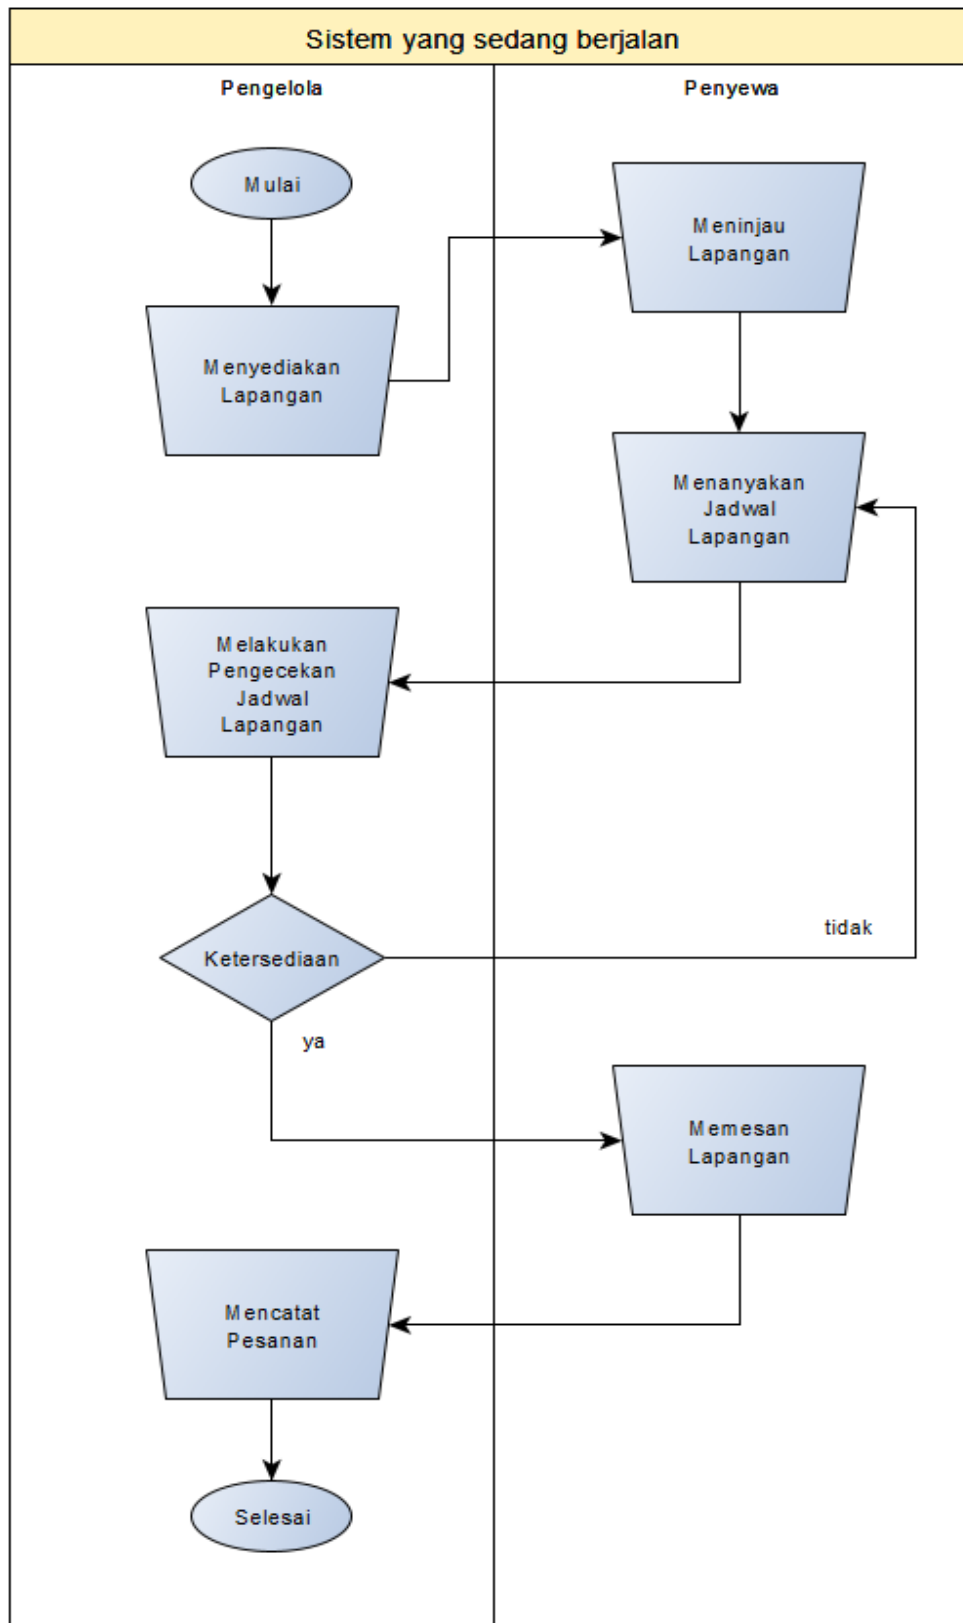 Sistem yang sedang berjalan
Pengelola
Penyewa
Mulai
Meninjau
Lapangan
Menyediakan
Lapangan
Menanyakan
Jadwal
Lapangan
Melakukan
Pengecekan
Jadwal
Lapangan
Ketersediaan
tidak
ya
Memesan
Lapangan
Mencatat
Pesanan
Selesai